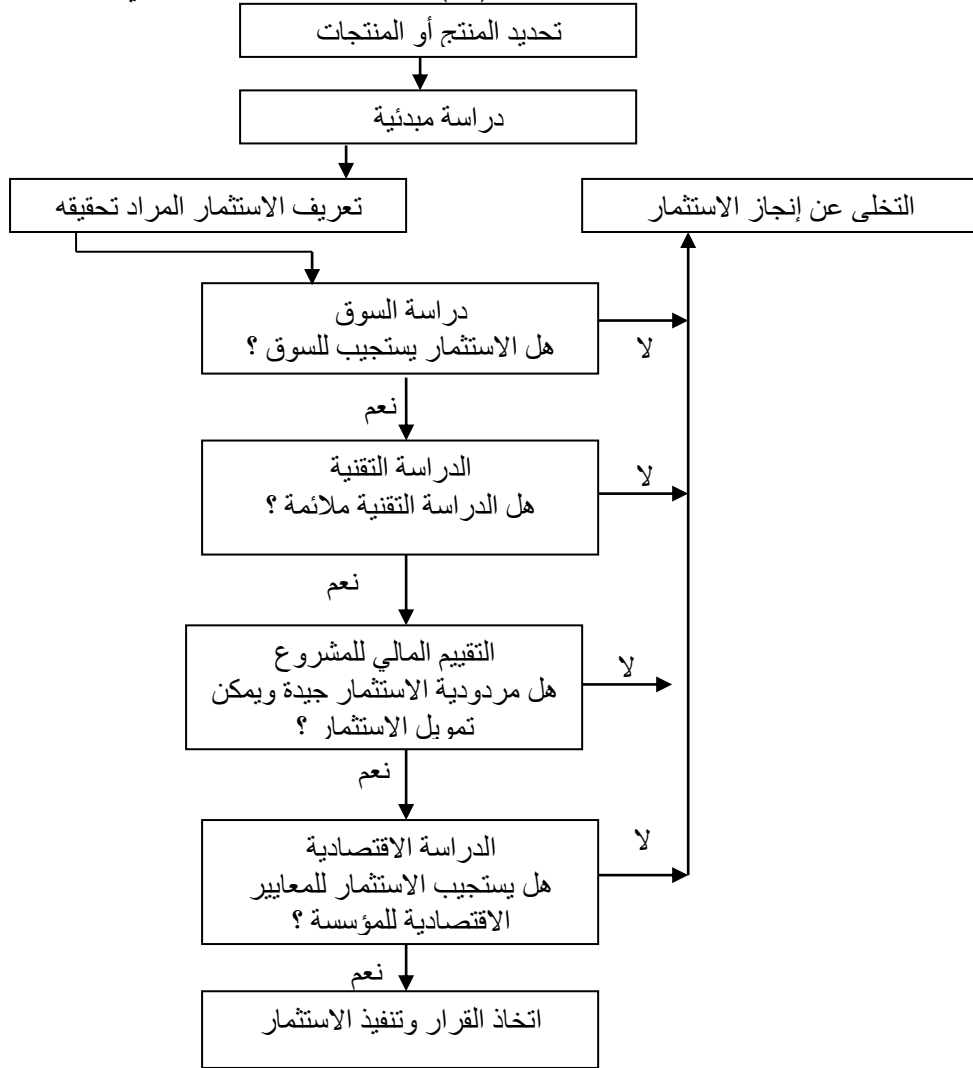 تحديد المنتج أو المنتجات
دراسة مبدئية
تعريف الاستثمار المراد تحقيقه
التخلى عن إنجاز الاستثمار
دراسة السوق
هل الاستثمار يستجيب للسوق ؟
لا
نعم
الدراسة التقنية
هل الدراسة التقنية ملائمة ؟
لا
نعم
التقييم المالي للمشروع
هل مردودية الاستثمار جيدة ويمكن
تمويل الاستثمار ؟
لا
نعم
الدراسة الاقتصادية
هل يستجيب الاستثمار للمعايير
الاقتصادية للمؤسسة ؟
لا
نعم
اتخاذ القرار وتنفيذ الاستثمار